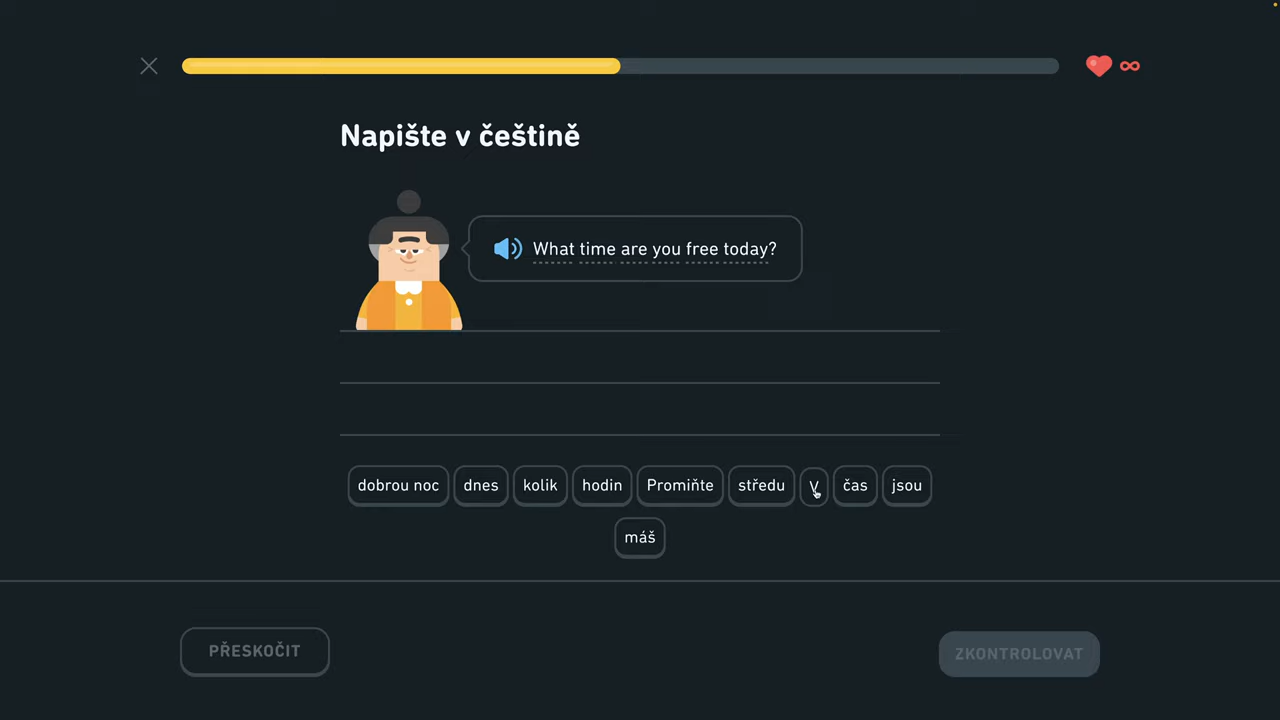 Napište v češtině
What time are you free today?
dobrou noc dnes kolik hodin Promiňte středu v čas jsou
máš
PŘESKOČIT
ZKONTROLOVAT